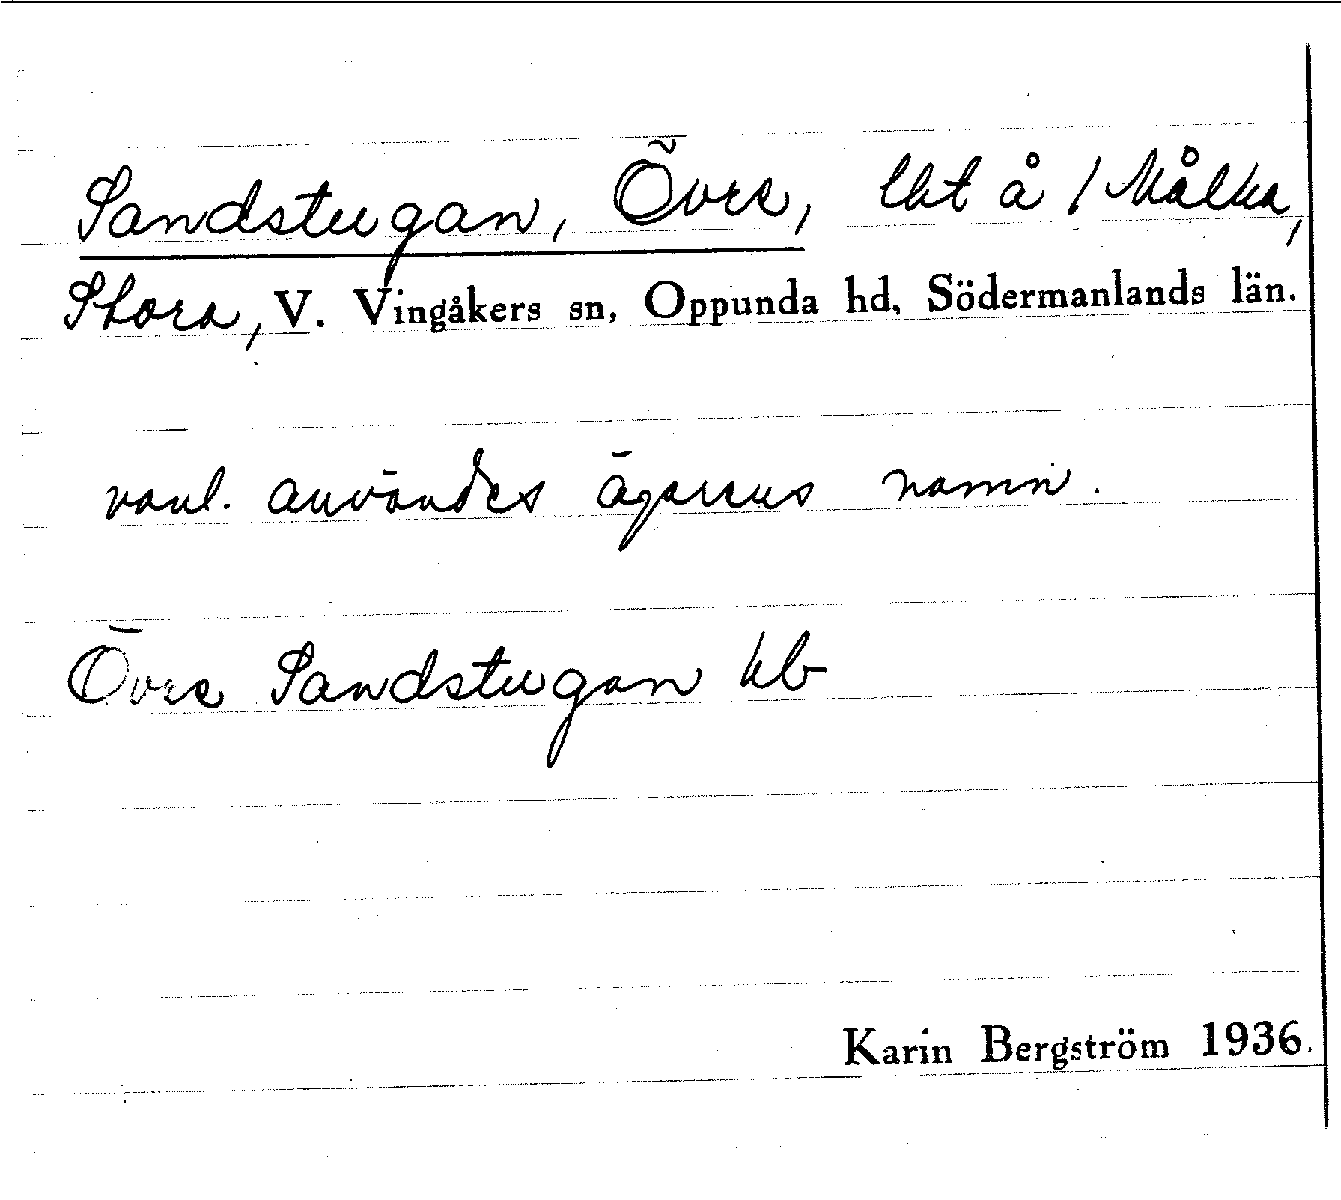 Sandstugan, Övre, lht å 1 Målka,
Stora, V. Vingåkers sn, Oppunda hd, Södermanlands län.
vanl. användes ägarens namn.
Övre Sandstugan kb
Karin Bergström 1936.